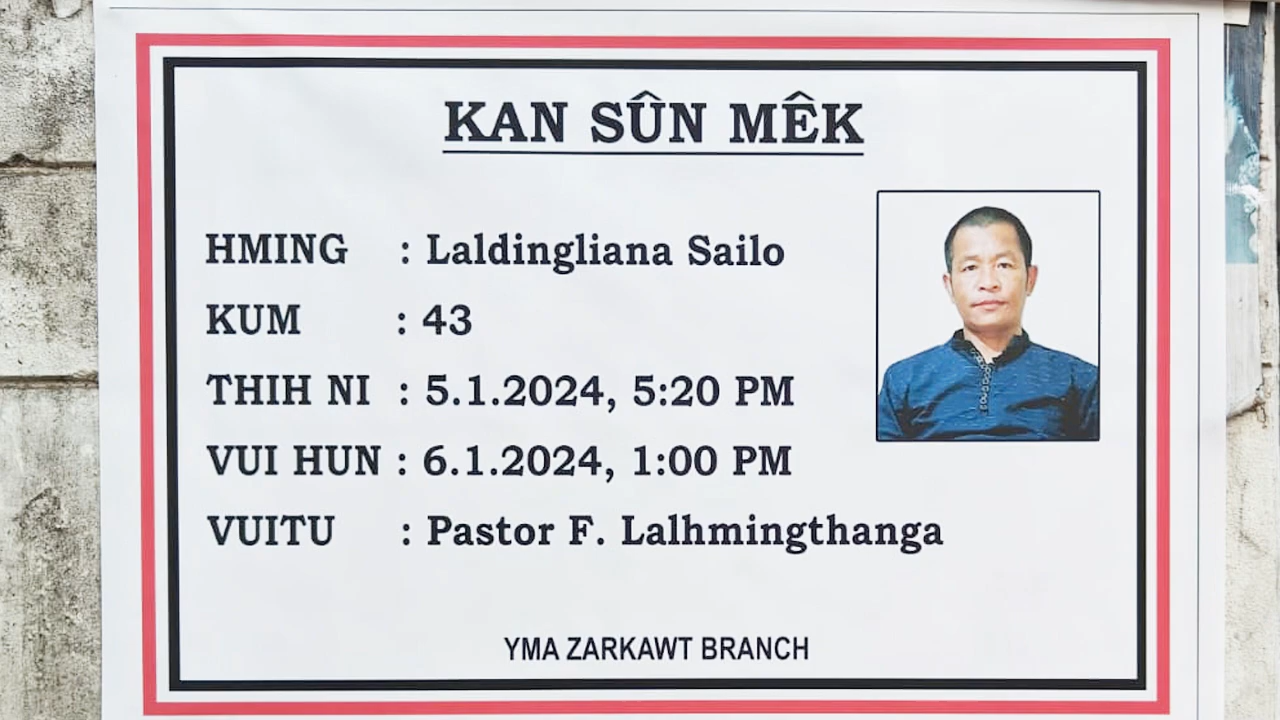 KAN SÛN MÊK
HMING : Laldingliana Sailo
KUM : 43
THIH NI : 5.1.2024, 5:20 PM
VUI HUN : 6.1.2024, 1:00 PM
VUITU : Pastor F. Lalhmingthanga
YMA ZARKAWT BRANCH